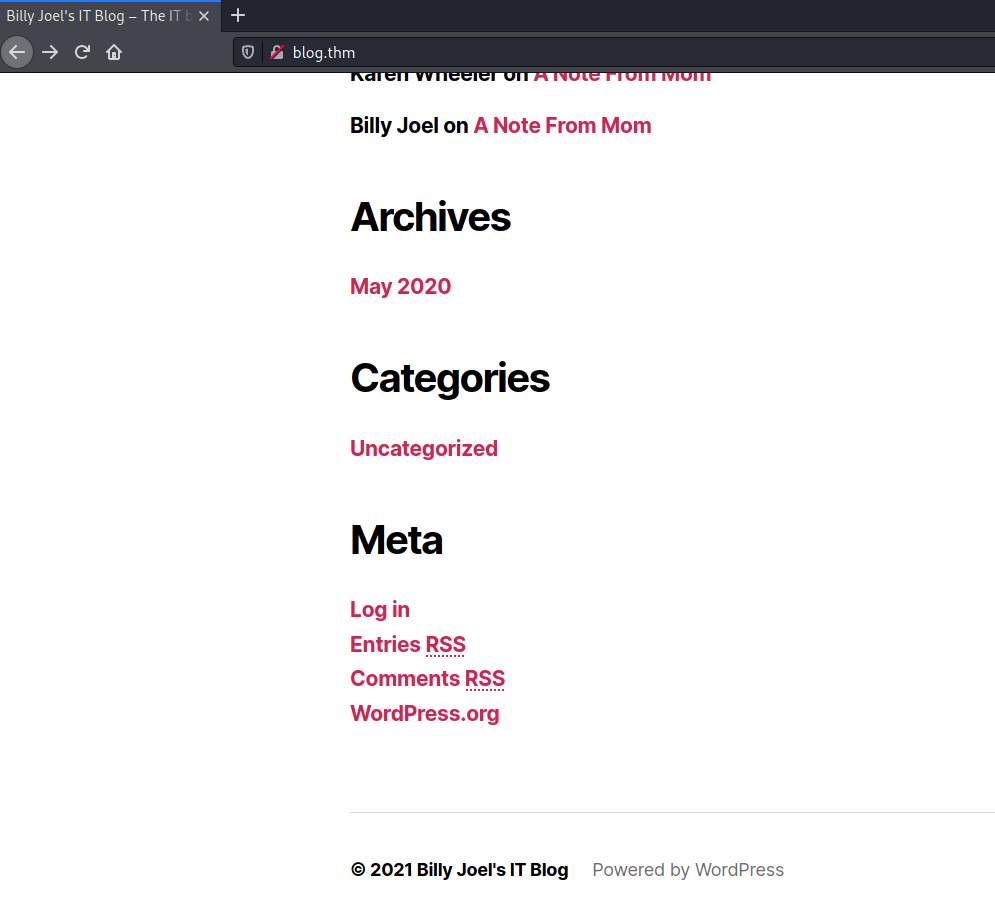 Billy Joel's IT Blog – The IT b
blog.thm
Karen Wheeler on A Note From Mom
Billy Joel on A Note From Mom
Archives
May 2020
Categories
Uncategorized
Meta
Log in
Entries RSS
Comments RSS
WordPress.org
© 2021 Billy Joel's IT Blog Powered by WordPress